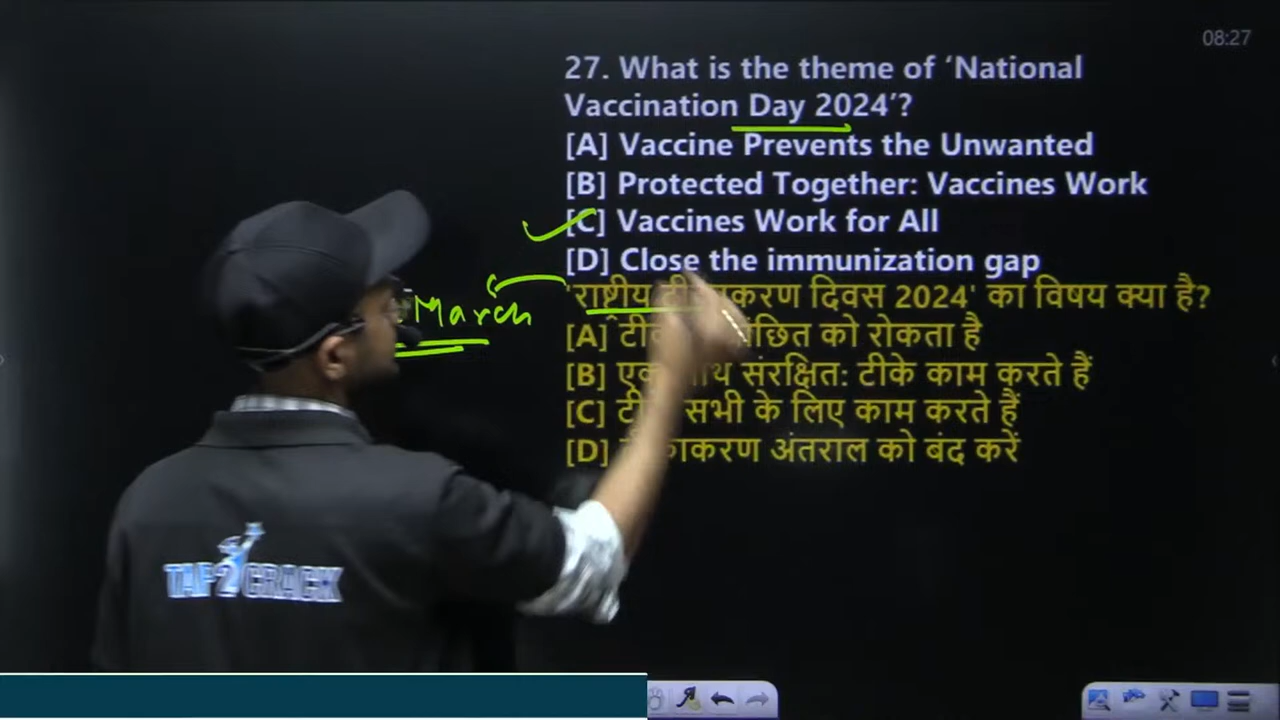 08:27
27. What is the theme of ‘National
Vaccination Day 2024’?
[A] Vaccine Prevents the Unwanted
[B] Protected Together: Vaccines Work
[C] Vaccines Work for All
[D] Close the immunization gap
March
'राष्ट्रीय दिवस 2024' का विषय क्या है?
[A] को रोकता है
[B] संरक्षित: टीके काम करते हैं
[C] सभी के लिए काम करते हैं
[D] अंतराल को बंद करें
TAP2CRACK